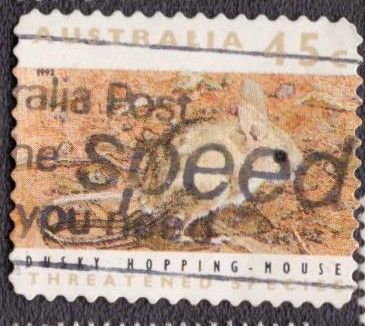 AUSTRALIA 45c
1992
ralia Post
ne speed
you need
DUSKY HOPPING-MOUSE
THREATENED SPECIES